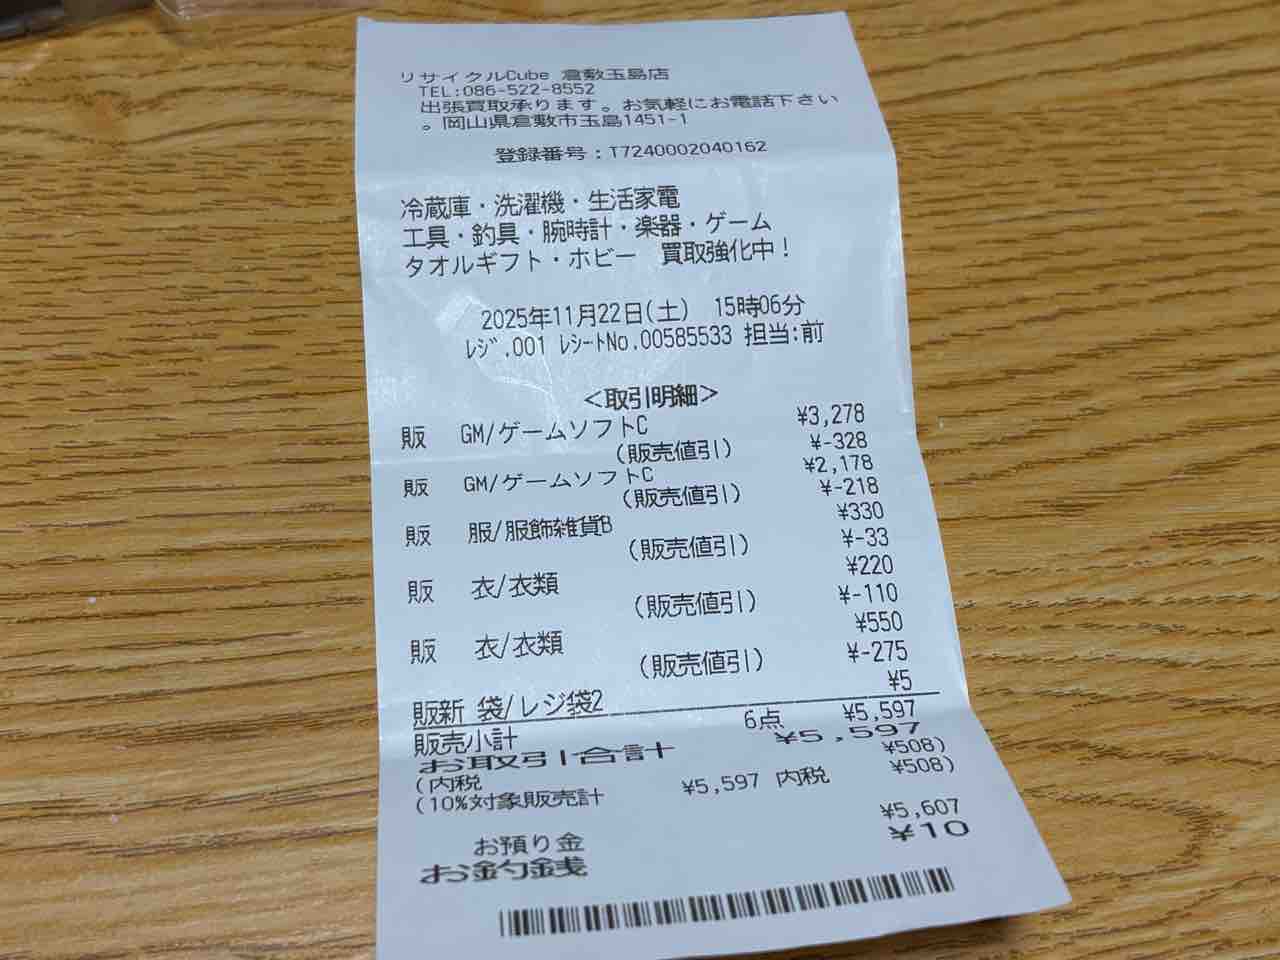 リサイクルCube 倉敷玉島店
TEL:086-522-8552
出張買取承ります。お気軽にお電話下さい
。岡山県倉敷市玉島1451-1
登録番号:T7240002040162
冷蔵庫・洗濯機・生活家電
工具・釣具・腕時計・楽器・ゲーム
タオルギフト・ホビー 買取強化中!
2025年11月22日(土) 15時06分
レジ.001 レシートNo.00585533 担当:前
<取引明細>
販 GM/ゲームソフトC ¥3,278
(販売値引) ¥-328
販 GM/ゲームソフトC ¥2,178
(販売値引) ¥-218
販 服/服飾雑貨B ¥330
(販売値引) ¥-33
販 衣/衣類 ¥220
(販売値引) ¥-110
販 衣/衣類 ¥550
(販売値引) ¥-275
販新 袋/レジ袋2 ¥5
販売小計 6点 ¥5,597
お取引合計 ¥5,597
(内税 ¥508)
(10%対象販売計 ¥5,597 内税 ¥508)
お預り金 ¥5,607
お釣銭 ¥10